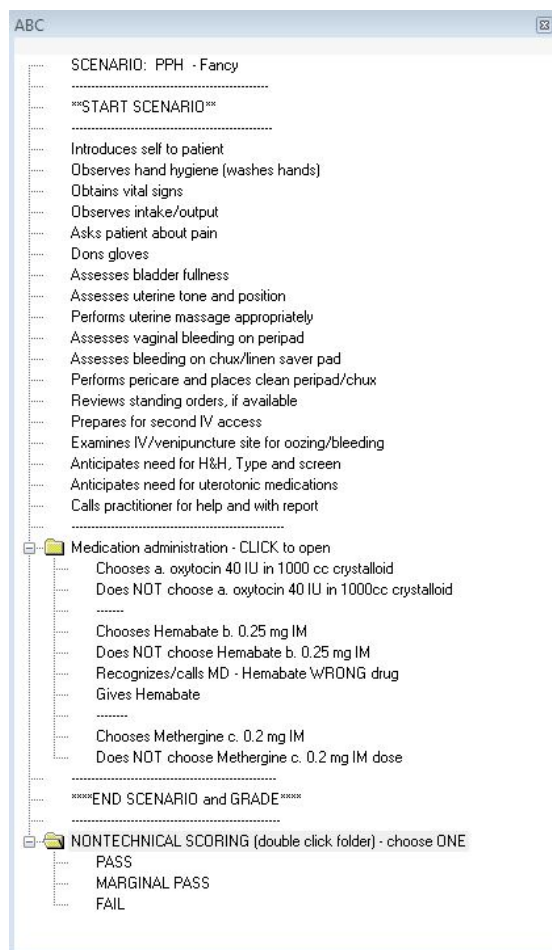 ABC
SCENARIO: PPH - Fancy
-------------------------------------------------
**START SCENARIO**
--------------------------------------------------
Introduces self to patient
Observes hand hygiene (washes hands)
Obtains vital signs
Observes intake/output
Asks patient about pain
Dons gloves
Assesses bladder fullness
Assesses uterine tone and position
Performs uterine massage appropriately
Assesses vaginal bleeding on peripad
Assesses bleeding on chux/linen saver pad
Performs pericare and places clean peripad/chux
Reviews standing orders, if available
Prepares for second IV access
Examines IV/venipuncture site for oozing/bleeding
Anticipates need for H&H, Type and screen
Anticipates need for uterotonic medications
Calls practitioner for help and with report
-----------------------------------------------------
Medication administration - CLICK to open
Chooses a. oxytocin 40 IU in 1000 cc crystalloid
Does NOT choose a. oxytocin 40 IU in 1000cc crystalloid
-------
Chooses Hemabate b. 0.25 mg IM
Does NOT choose Hemabate b. 0.25 mg IM
Recognizes/calls MD - Hemabate WRONG drug
Gives Hemabate
--------
Chooses Methergine c. 0.2 mg IM
Does NOT choose Methergine c. 0.2 mg IM dose
---------------------------------------------------
****END SCENARIO and GRADE****
----------------------------------------------------
NONTECHNICAL SCORING (double click folder) - choose ONE
PASS
MARGINAL PASS
FAIL